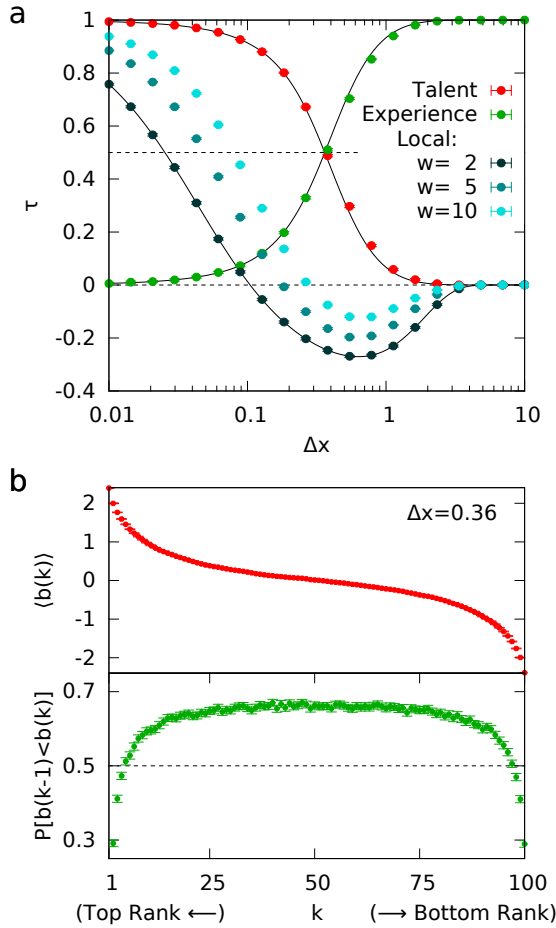 a
1
0.8
0.6
0.4
0.2
0
-0.2
-0.4
τ
Talent
Experience
Local:
w= 2
w= 5
w=10
0.01 0.1 1 10
Δx
b
2
1
0
-1
-2
⟨b(k)⟩
Δx=0.36
0.7
0.5
0.3
P[b(k-1)<b(k)]
1 25 50 75 100
(Top Rank ←) k (→ Bottom Rank)